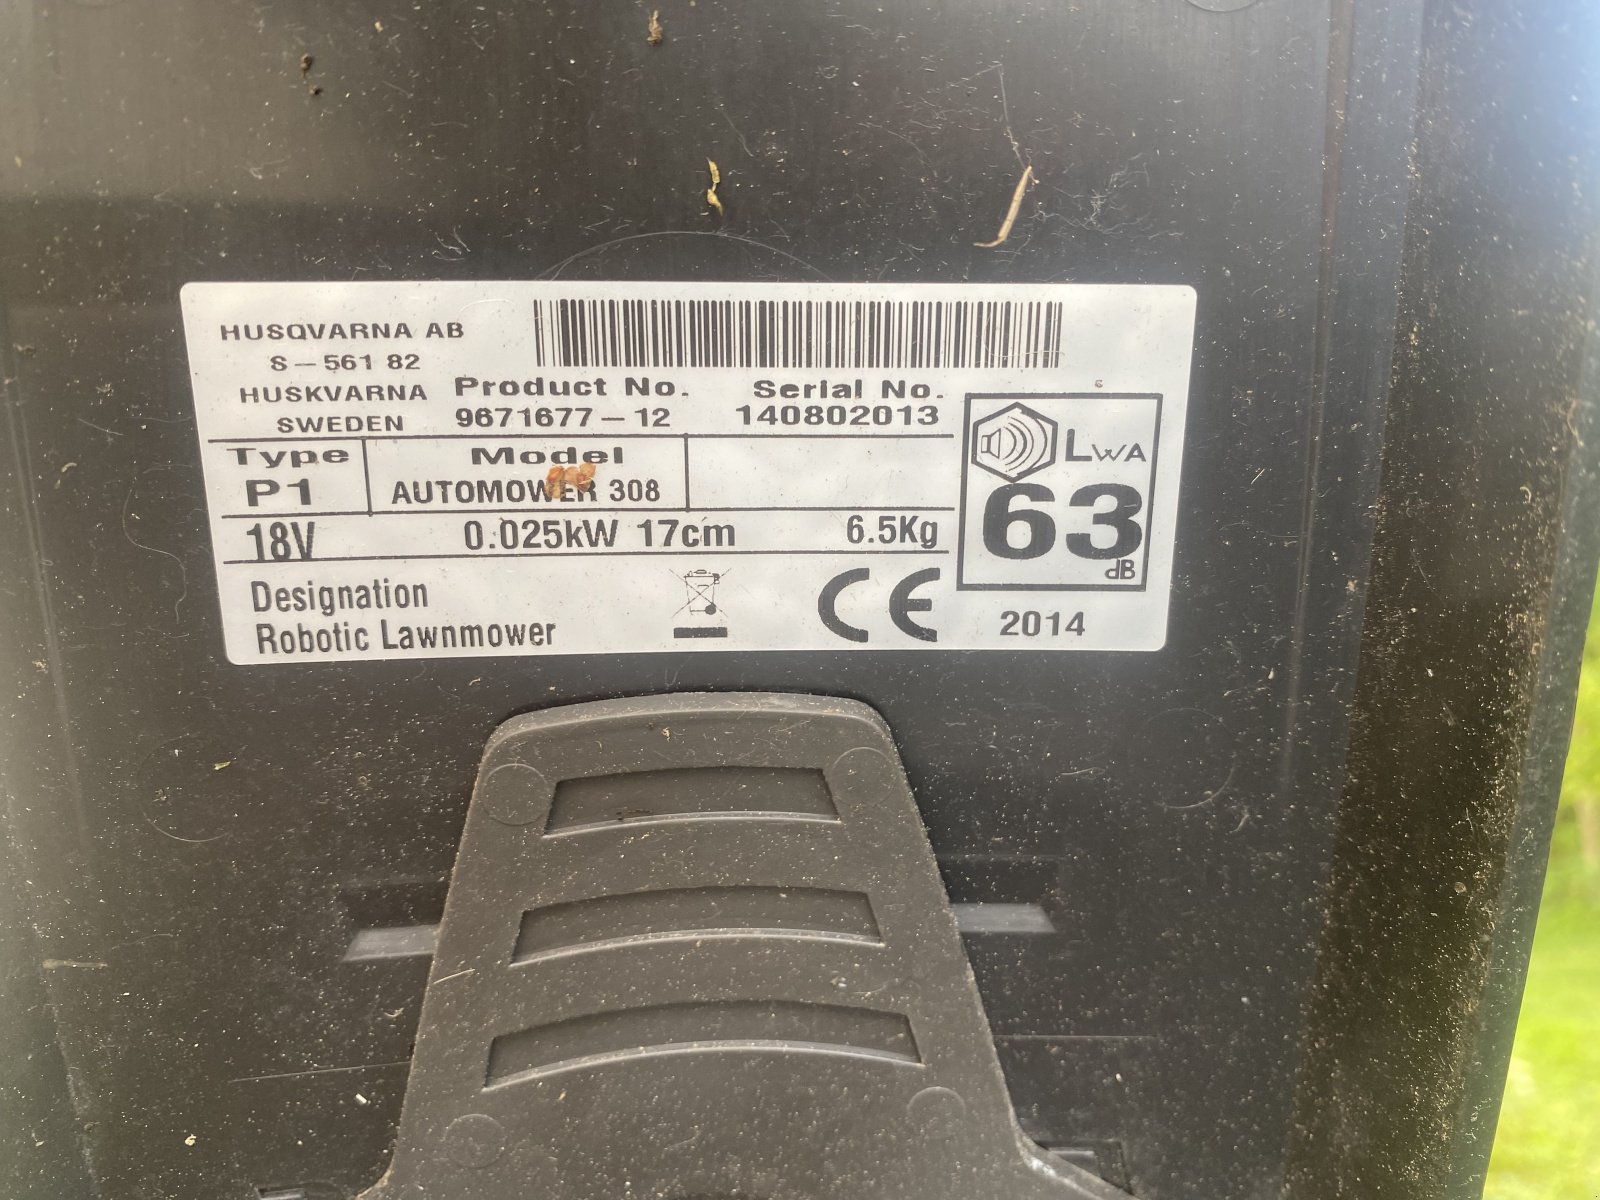 HUSQVARNA AB
S-561 82
HUSKVARNA
SWEDEN
Product No.
9671677-12
Serial No.
140802013
Type
P1
Model
AUTOMOWER 308
18V 0.025kW 17cm 6.5Kg
LWA
63
dB
Designation
Robotic Lawnmower
CE
2014